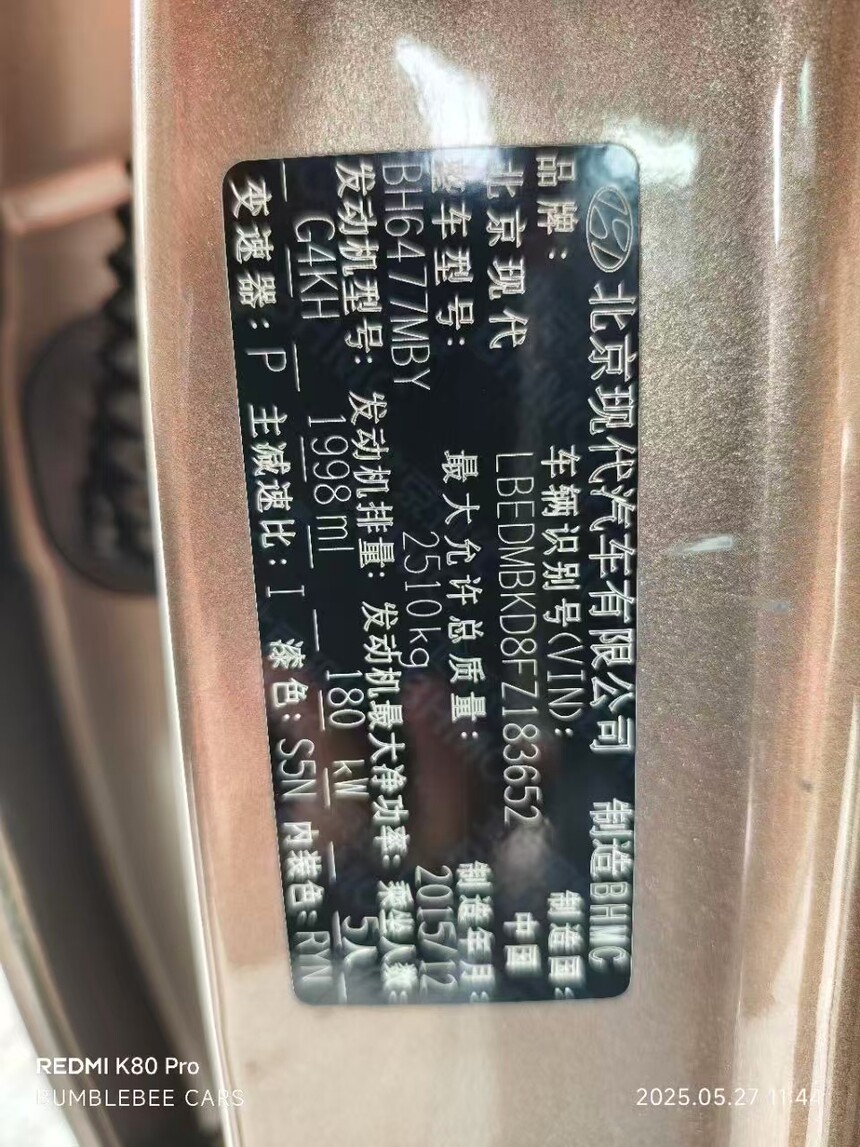 北京现代汽车有限公司 制造BHMC
品牌: 车辆识别号(VIN): 制造国:
北京现代 LBEDMBKD8FZ183652 中国
整车型号: 最大允许总质量: 制造年月:
BH6477MBY 2510kg 2015/12
发动机型号: 发动机排量: 发动机最大净功率: 乘坐人数:
G4KH 1998ml 180 kW 5人
变速器: P 主减速比: I 漆色: S5N 内装色: RYN
REDMI K80 Pro
BUMBLEBEE CARS
2025.05.27 11:44